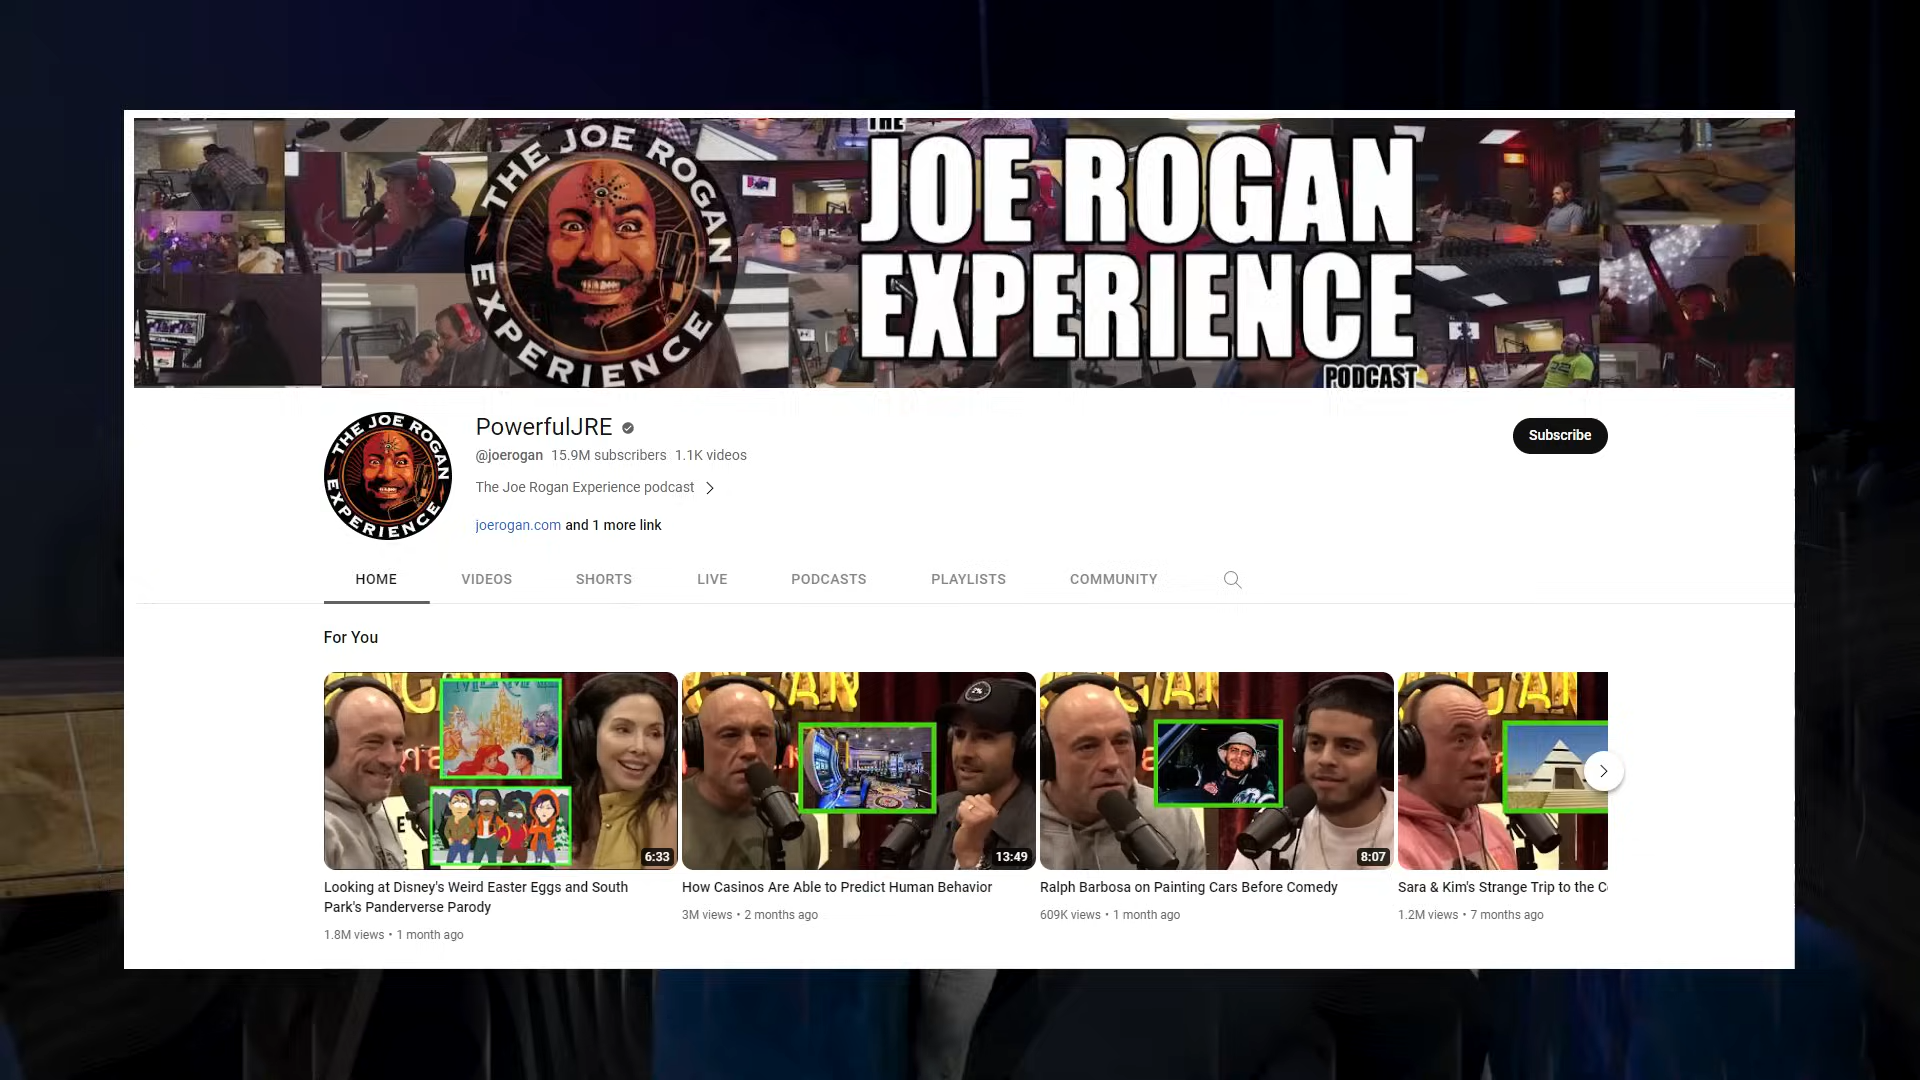 THE
JOE ROGAN
EXPERIENCE
PODCAST
THE JOE ROGAN
EXPERIENCE
THE JOE ROGAN
EXPERIENCE
PowerfulJRE
@joerogan 15.9M subscribers 1.1K videos
The Joe Rogan Experience podcast
joerogan.com and 1 more link
Subscribe
HOME VIDEOS SHORTS LIVE PODCASTS PLAYLISTS COMMUNITY
For You
6:33
13:49
8:07
Looking at Disney's Weird Easter Eggs and South
Park's Panderverse Parody
1.8M views • 1 month ago
How Casinos Are Able to Predict Human Behavior
3M views • 2 months ago
Ralph Barbosa on Painting Cars Before Comedy
609K views • 1 month ago
Sara & Kim's Strange Trip to the
1.2M views • 7 months ago